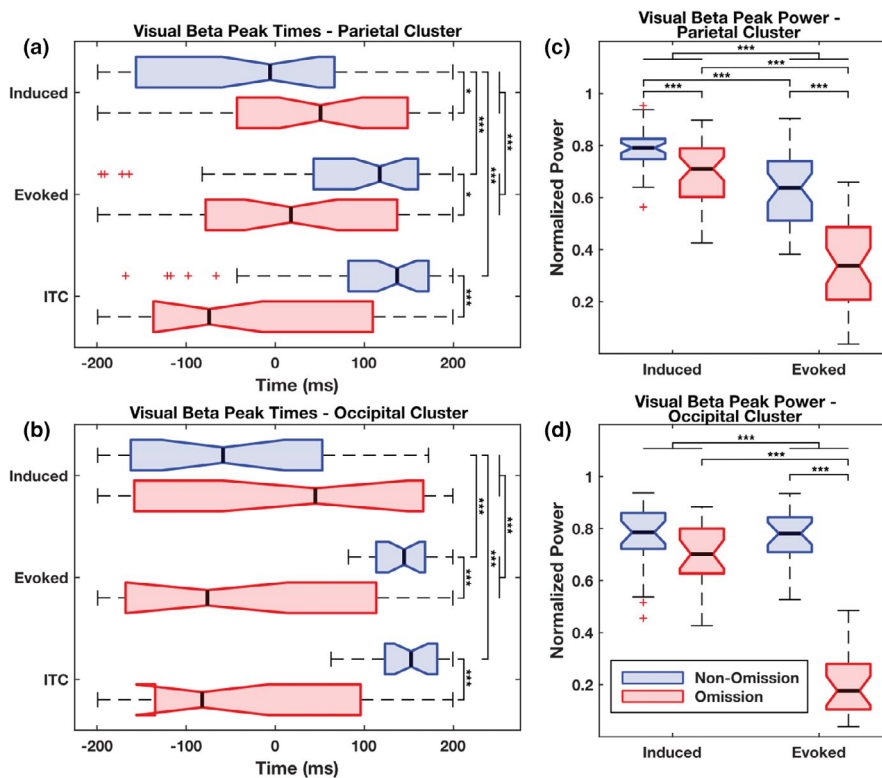 (a)
Visual Beta Peak Times - Parietal Cluster
Induced
Evoked
ITC
*
***
***
***
*
***
-200 -100 0 100 200
Time (ms)
(b)
Visual Beta Peak Times - Occipital Cluster
Induced
Evoked
ITC
***
***
***
***
***
-200 -100 0 100 200
Time (ms)
(c)
Visual Beta Peak Power -
Parietal Cluster
***
***
***
*** ***
1
0.8
0.6
0.4
0.2
Normalized Power
Induced Evoked
(d)
Visual Beta Peak Power -
Occipital Cluster
***
***
***
1
0.8
0.6
0.4
0.2
Normalized Power
Non-Omission
Omission
Induced Evoked